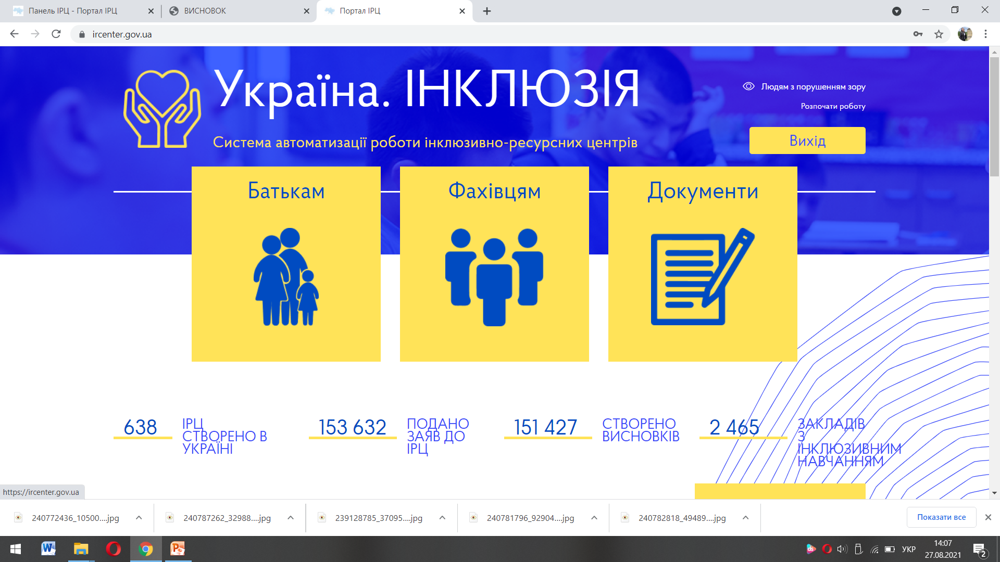 Панель ІРЦ - Портал ІРЦ
ВИСНОВОК
Портал ІРЦ
ircenter.gov.ua
Україна. ІНКЛЮЗІЯ
Людям з порушенням зору
Розпочати роботу
Вихід
Система автоматизації роботи інклюзивно-ресурсних центрів
Батькам
Фахівцям
Документи
638
ІРЦ
СТВОРЕНО В
УКРАЇНІ
153 632
ПОДАНО
ЗАЯВ ДО
ІРЦ
151 427
СТВОРЕНО
ВИСНОВКІВ
2 465
ЗАКЛАДІВ
З
ІНКЛЮЗИВНИМ
НАВЧАННЯМ
https://ircenter.gov.ua
240772436_10500....jpg
240787262_32988....jpg
239128785_37095....jpg
240781796_92904....jpg
240782818_49489....jpg
Показати все
УКР
14:07
27.08.2021
2